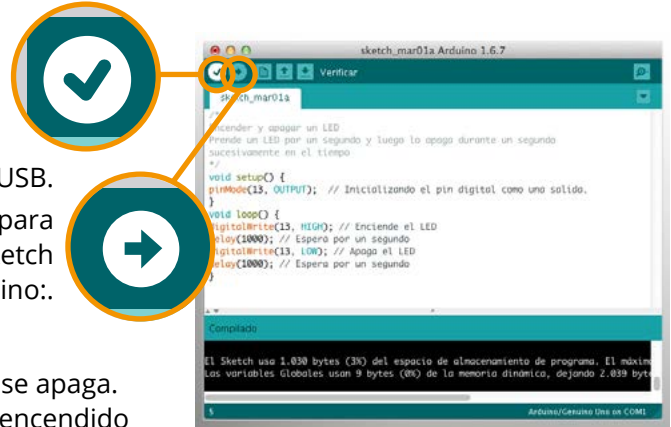 sketch_mar01a Arduino 1.6.7
Verificar
sketch_mar01a
/*
Encender y apagar un LED
Prende un LED por un segundo y luego lo apaga durante un segundo
sucesivamente en el tiempo
*/
void setup() {
pinMode(13, OUTPUT); // Inicializando el pin digital como una salida.
}
void loop() {
digitalWrite(13, HIGH); // Enciende el LED
delay(1000); // Espera por un segundo
digitalWrite(13, LOW); // Apaga el LED
delay(1000); // Espera por un segundo
}
Compilado
El Sketch usa 1.030 bytes (3%) del espacio de almacenamiento de programa. El máximo
Las variables Globales usan 9 bytes (0%) de la memoria dinámica, dejando 2.039 byte
5
Arduino/Genuino Uno on COM1
USB.
para
etch
ino:.
se apaga.
encendido